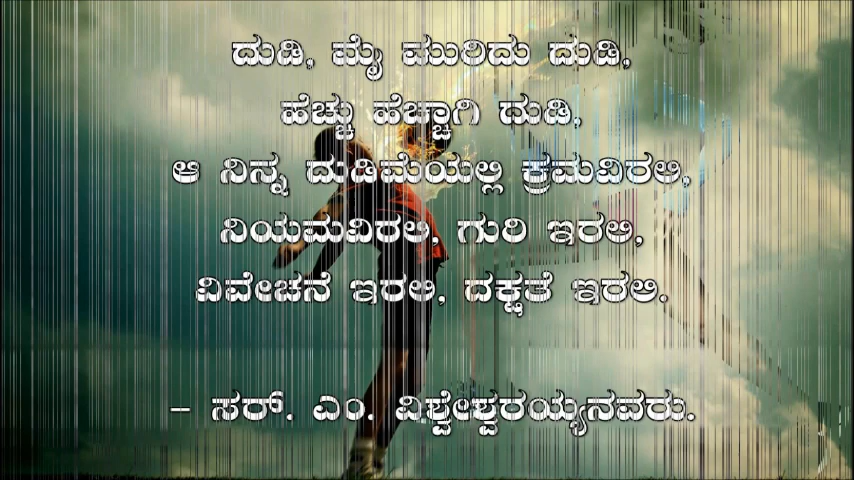 ದುಡಿ, ಮೈ ಮುರಿದು ದುಡಿ,
ಹೆಚ್ಚು ಹೆಚ್ಚಾಗಿ ದುಡಿ,
ಆ ನಿನ್ನ ದುಡಿಮೆಯಲ್ಲಿ ಕ್ರಮವಿರಲಿ,
ನಿಯಮವಿರಲಿ, ಗುರಿ ಇರಲಿ,
ವಿವೇಚನೆ ಇರಲಿ, ದಕ್ಷತೆ ಇರಲಿ.
– ಸರ್. ಎಂ. ವಿಶ್ವೇಶ್ವರಯ್ಯನವರು.